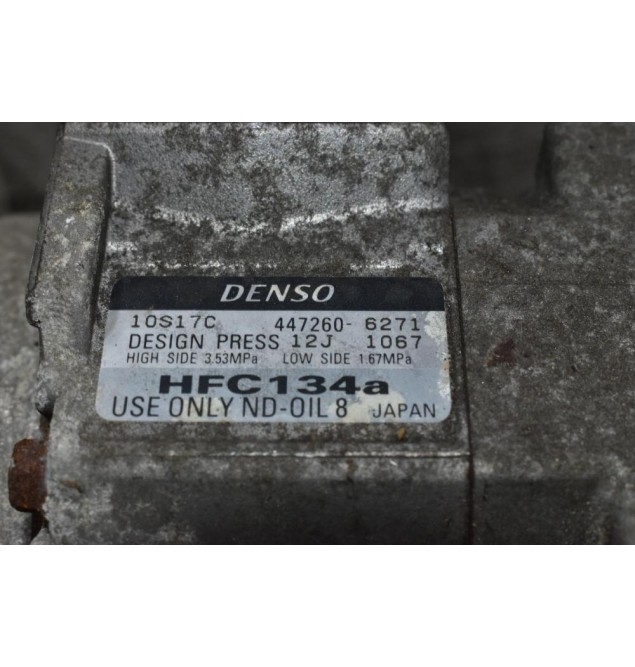 DENSO
10S17C 447260- 6271
DESIGN PRESS 12J 1067
HIGH SIDE 3.53MPa LOW SIDE 1.67MPa
HFC134a
USE ONLY ND-OIL 8 JAPAN